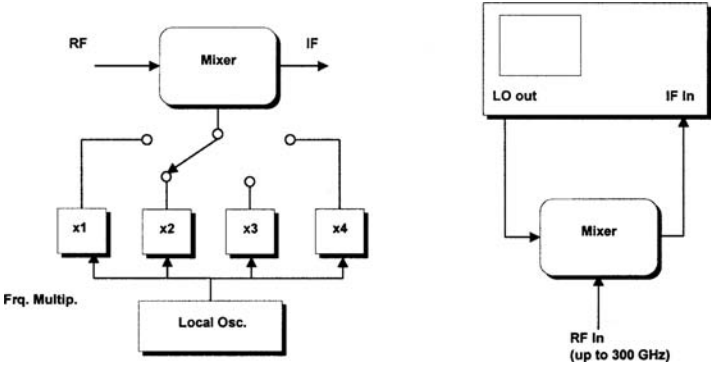 RF
IF
Mixer
x1
x2
x3
x4
Frq. Multip.
Local Osc.
LO out
IF In
Mixer
RF In
(up to 300 GHz)